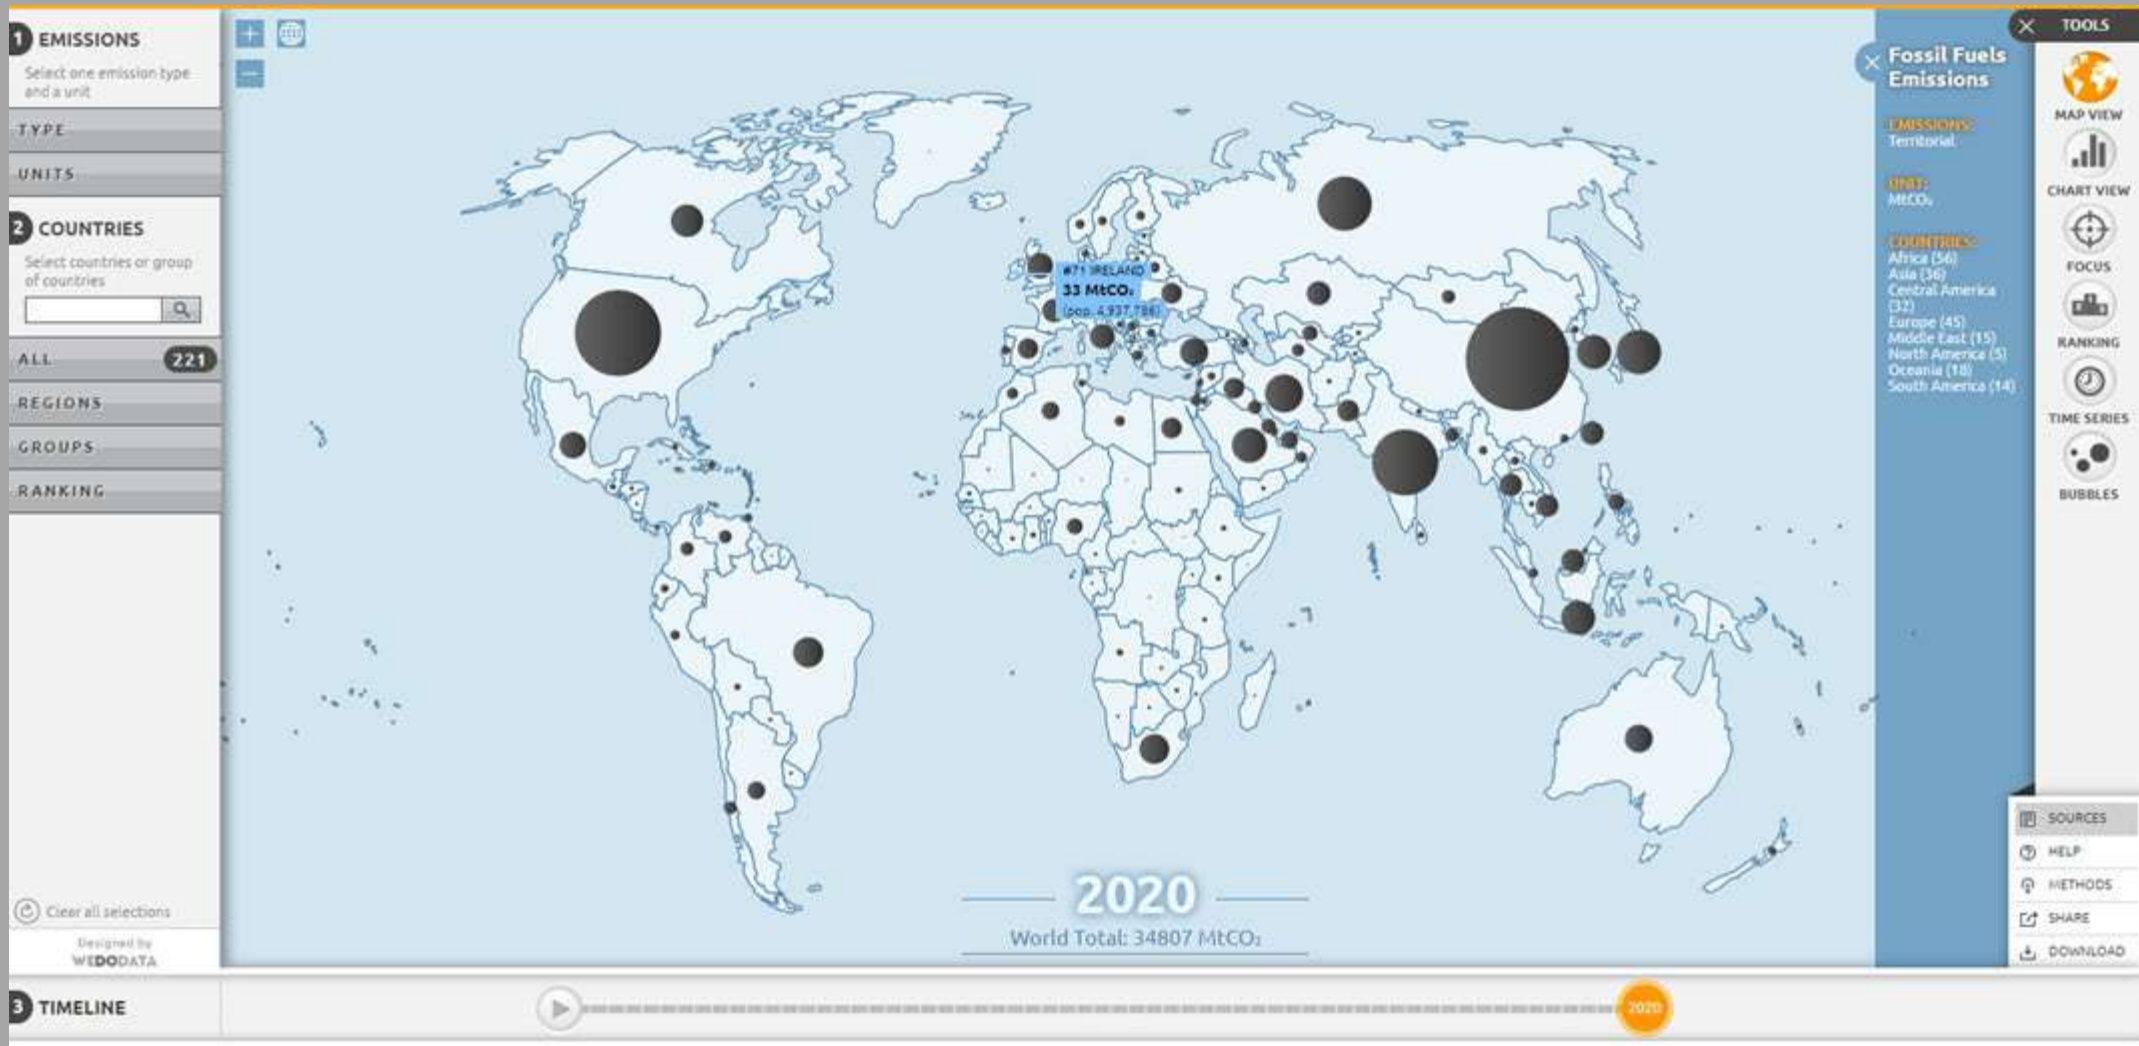 1 EMISSIONS
Select one emission type
and a unit
TYPE
UNITS
2 COUNTRIES
Select countries or group
of countries
ALL 221
REGIONS
GROUPS
RANKING
Clear all selections
Designed by
WEDODATA
#71 IRELAND
33 MtCO₂
(pop. 4,937,786)
2020
World Total: 34807 MtCO₂
Fossil Fuels
Emissions
EMISSIONS:
Territorial
UNIT:
MtCO₂
COUNTRIES:
Africa (56)
Asia (36)
Central America
(32)
Europe (45)
Middle East (15)
North America (5)
Oceania (18)
South America (14)
TOOLS
MAP VIEW
CHART VIEW
FOCUS
RANKING
TIME SERIES
BUBBLES
SOURCES
HELP
METHODS
SHARE
DOWNLOAD
3 TIMELINE
2020